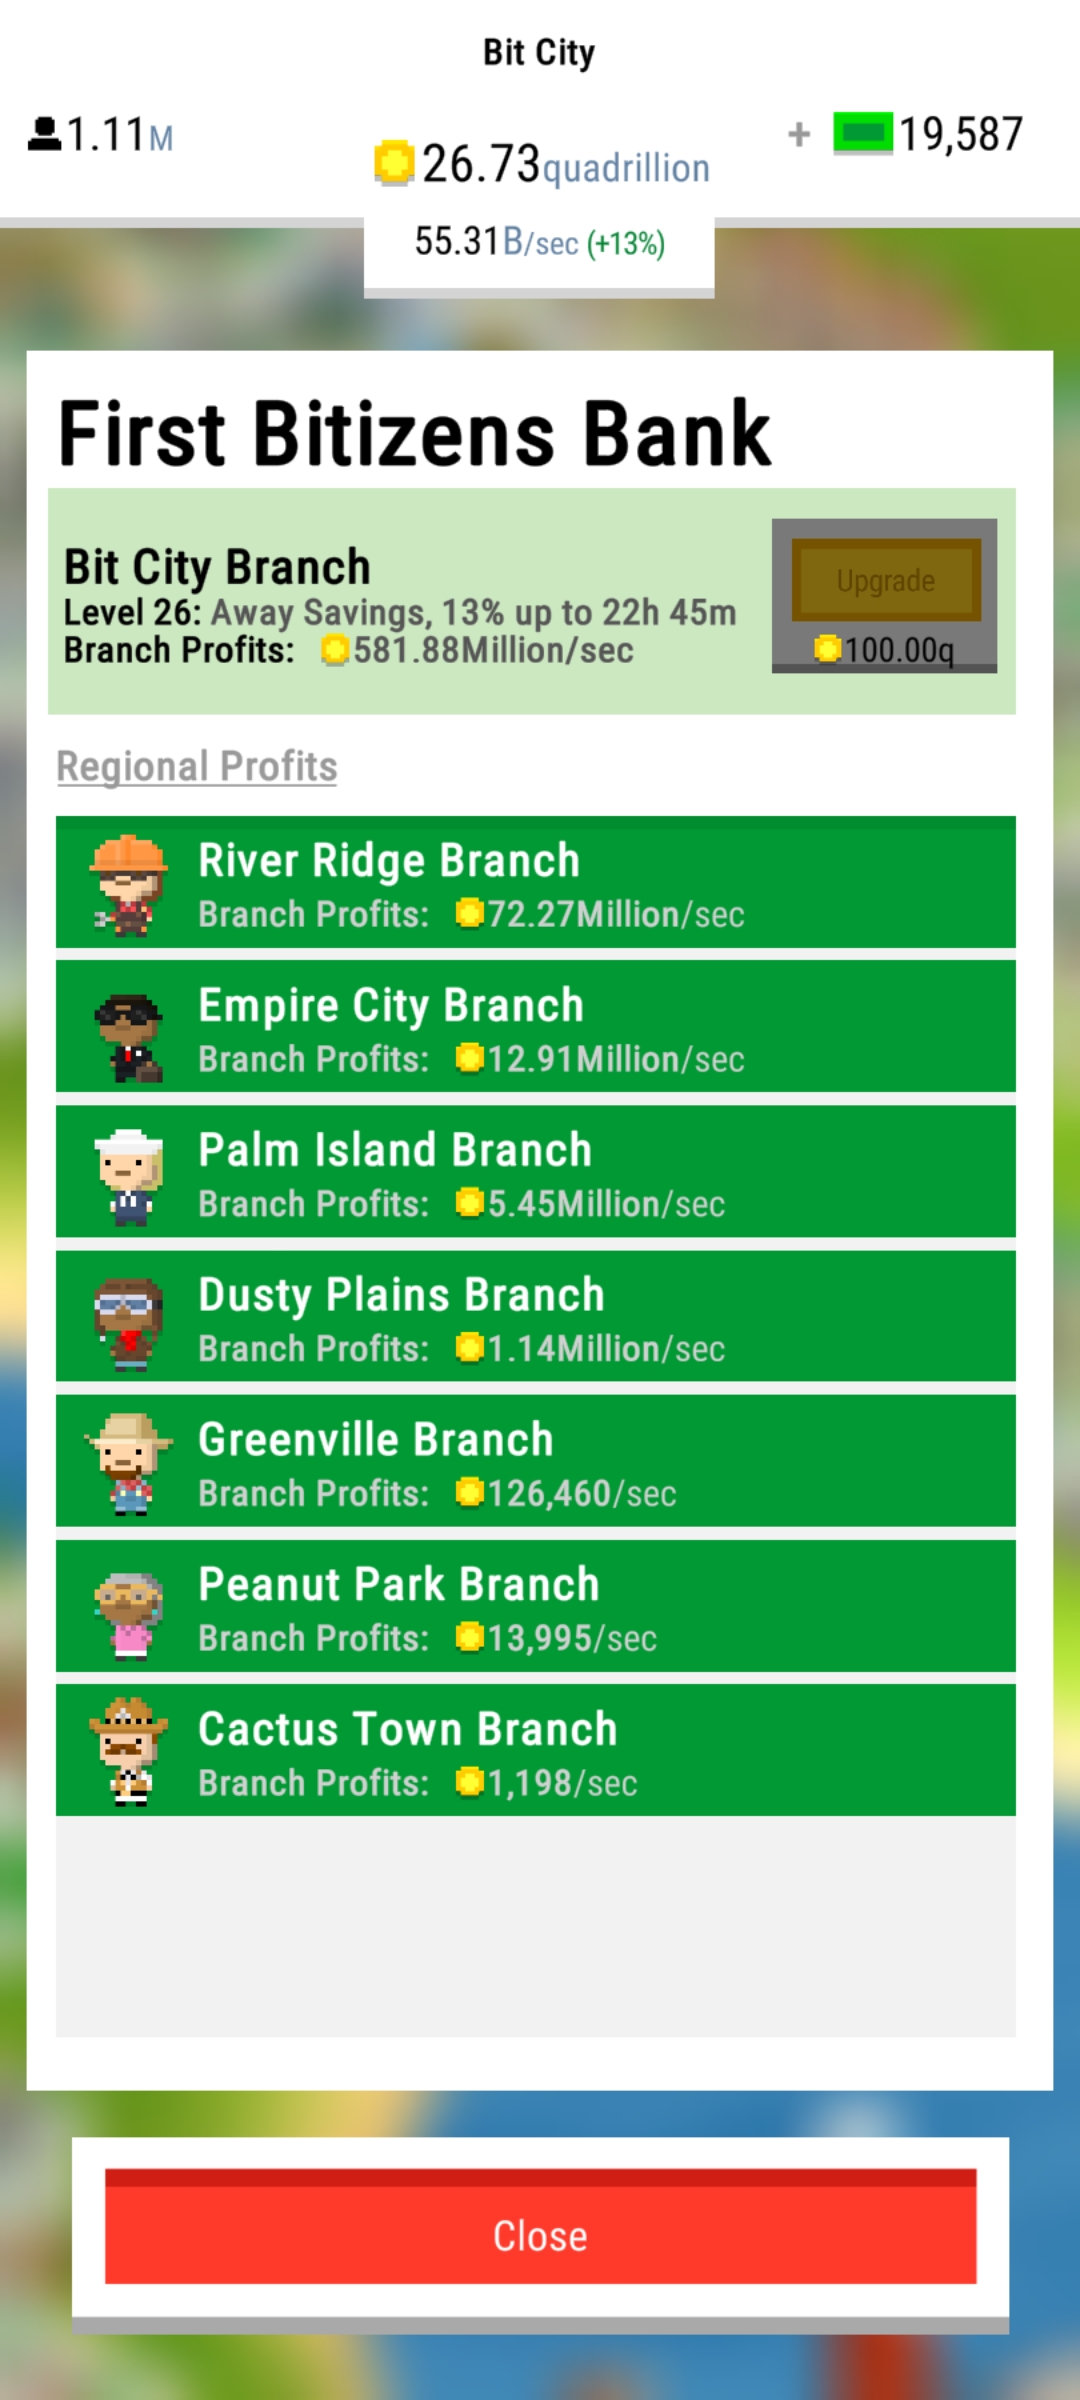 Bit City
1.11M
26.73quadrillion
+ 19,587
55.31B/sec (+13%)
First Bitizens Bank
Bit City Branch
Level 26: Away Savings, 13% up to 22h 45m
Branch Profits: 581.88Million/sec
Upgrade
100.00q
Regional Profits
River Ridge Branch
Branch Profits: 72.27Million/sec
Empire City Branch
Branch Profits: 12.91Million/sec
Palm Island Branch
Branch Profits: 5.45Million/sec
Dusty Plains Branch
Branch Profits: 1.14Million/sec
Greenville Branch
Branch Profits: 126,460/sec
Peanut Park Branch
Branch Profits: 13,995/sec
Cactus Town Branch
Branch Profits: 1,198/sec
Close